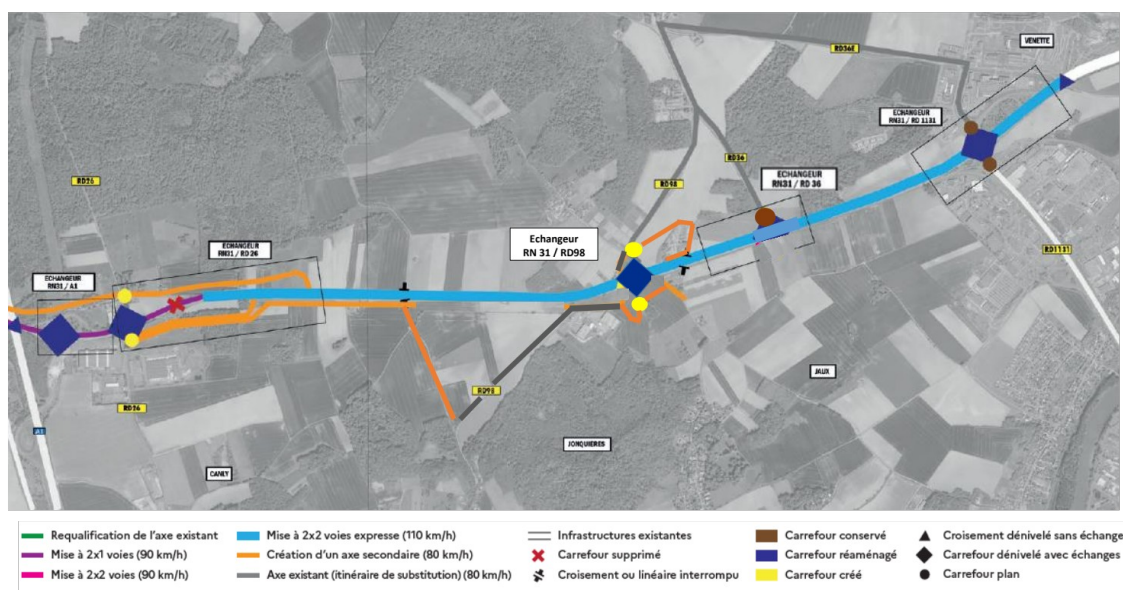 VENETTE
RD36E
ECHANGEUR
RN31 / RD 1131
RD36
ECHANGEUR
RN31 / RD 36
RD26
RD98
ECHANGEUR
RN31 / RD 26
Echangeur
RN 31 / RD98
RD1131
ECHANGEUR
RN31 / A1
JAUX
RD98
RD26
A1
JONQUIÈRES
CANLY
Requalification de l'axe existant
Mise à 2x1 voies (90 km/h)
Mise à 2x2 voies (90 km/h)
Mise à 2x2 voies expresse (110 km/h)
Création d'un axe secondaire (80 km/h)
Axe existant (itinéraire de substitution) (80 km/h)
Infrastructures existantes
Carrefour supprimé
Croisement ou linéaire interrompu
Carrefour conservé
Carrefour réaménagé
Carrefour créé
Croisement dénivelé sans échange
Carrefour dénivelé avec échanges
Carrefour plan